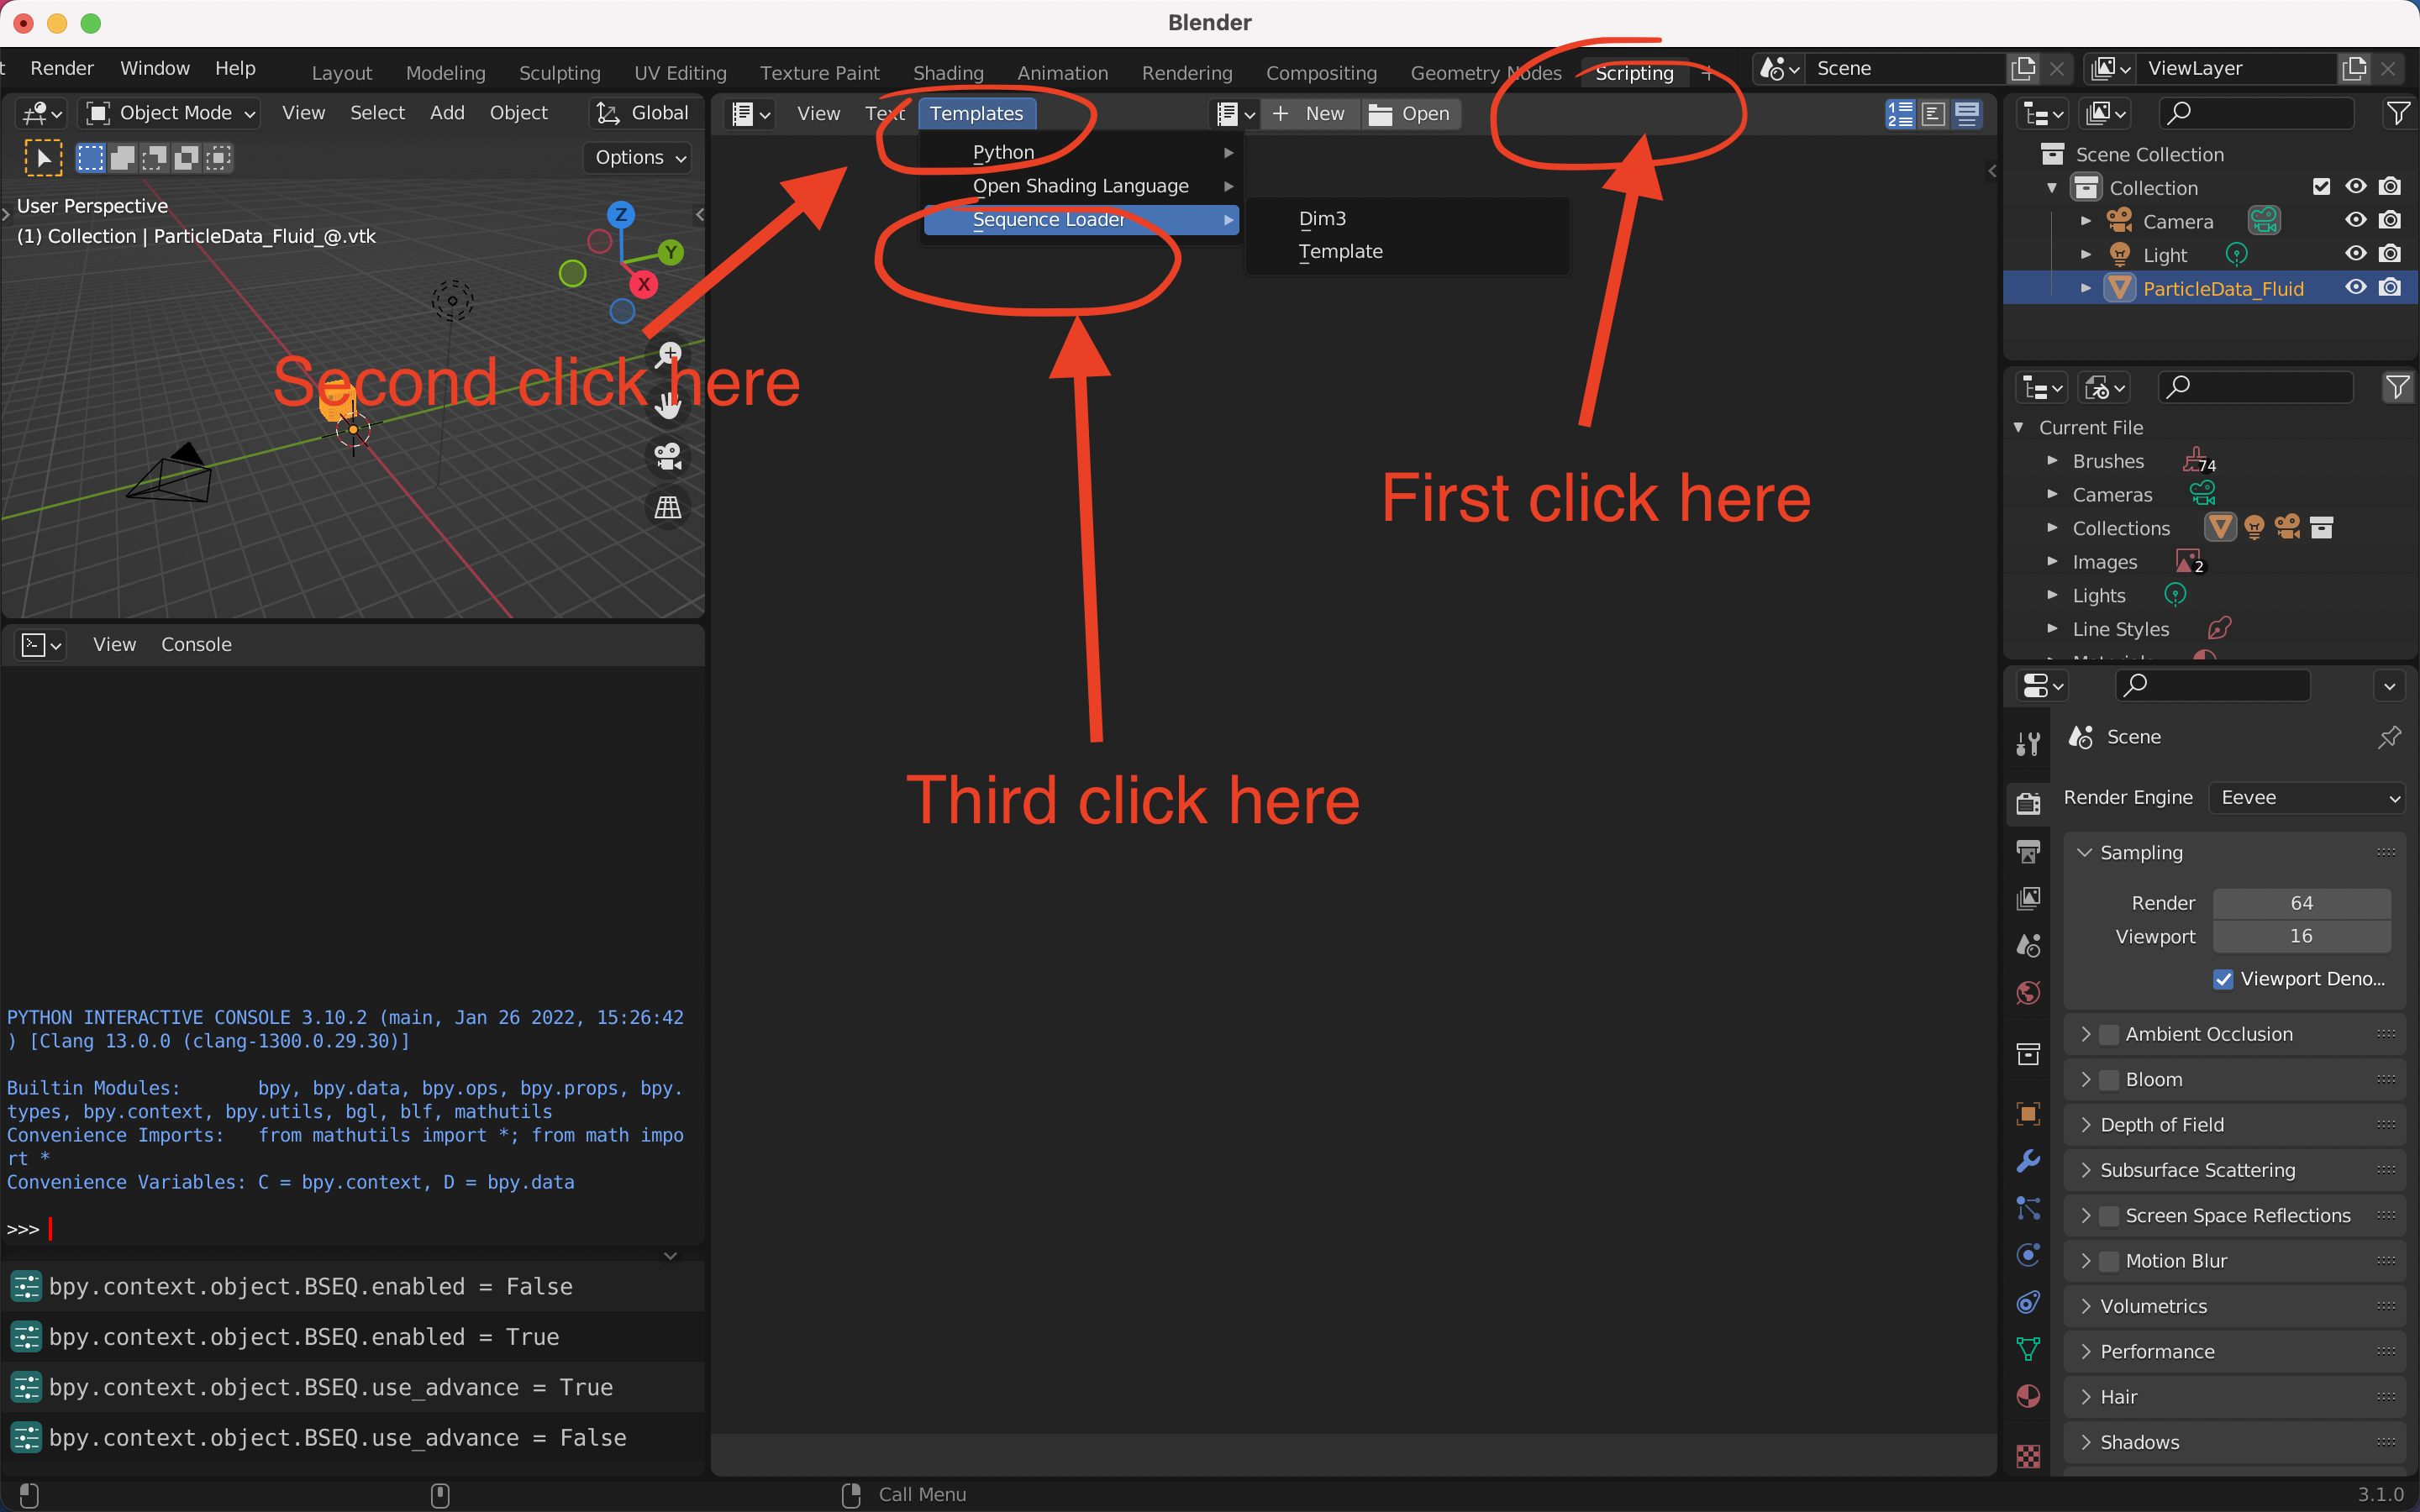 Blender
Render Window Help
Layout Modeling Sculpting UV Editing Texture Paint Shading Animation Rendering Compositing Geometry Nodes Scripting +
Scene
ViewLayer
Object Mode View Select Add Object Global
View Text Templates
New Open
Options
Python
Open Shading Language
Sequence Loader
Dim3
Template
User Perspective
(1) Collection | ParticleData_Fluid_@.vtk
Z
Y
X
Second click here
First click here
Third click here
Scene Collection
Collection
Camera
Light
ParticleData_Fluid
Current File
Brushes 74
Cameras
Collections
Images 2
Lights
Line Styles
View Console
PYTHON INTERACTIVE CONSOLE 3.10.2 (main, Jan 26 2022, 15:26:42
) [Clang 13.0.0 (clang-1300.0.29.30)]
Builtin Modules: bpy, bpy.data, bpy.ops, bpy.props, bpy.
types, bpy.context, bpy.utils, bgl, blf, mathutils
Convenience Imports: from mathutils import *; from math impo
rt *
Convenience Variables: C = bpy.context, D = bpy.data
>>>
bpy.context.object.BSEQ.enabled = False
bpy.context.object.BSEQ.enabled = True
bpy.context.object.BSEQ.use_advance = True
bpy.context.object.BSEQ.use_advance = False
Scene
Render Engine Eevee
Sampling
Render 64
Viewport 16
Viewport Deno...
Ambient Occlusion
Bloom
Depth of Field
Subsurface Scattering
Screen Space Reflections
Motion Blur
Volumetrics
Performance
Hair
Shadows
Call Menu
3.1.0